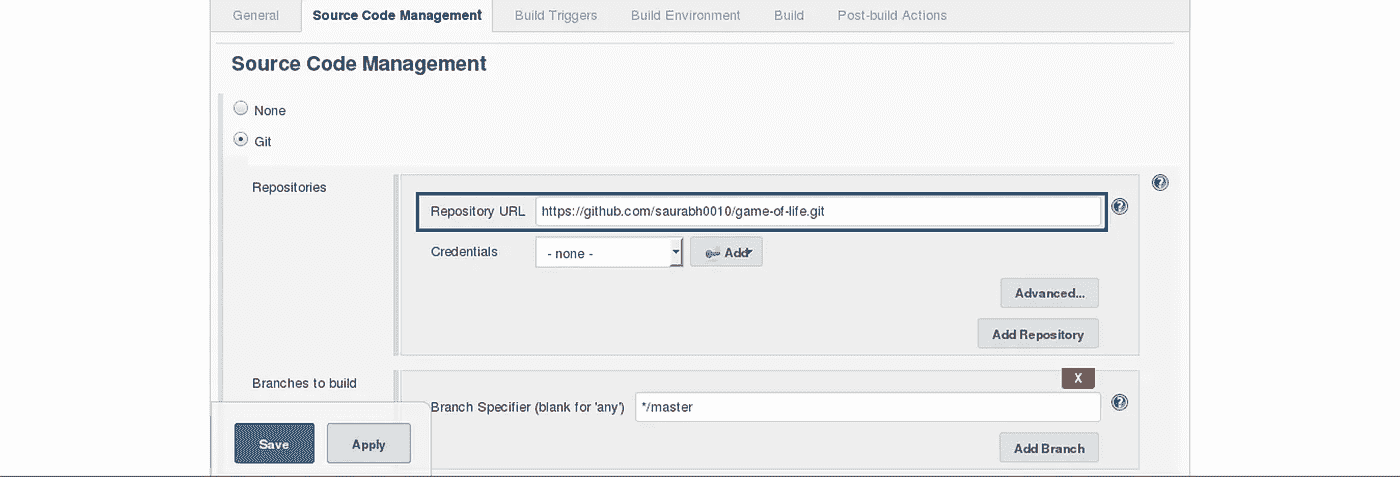 General Source Code Management Build Triggers Build Environment Build Post-build Actions
Source Code Management
None
Git
Repositories
?
Repository URL https://github.com/saurabh0010/game-of-life.git ?
Credentials - none - Add
Advanced...
Add Repository
Branches to build
X
Branch Specifier (blank for 'any') */master ?
Save Apply Add Branch